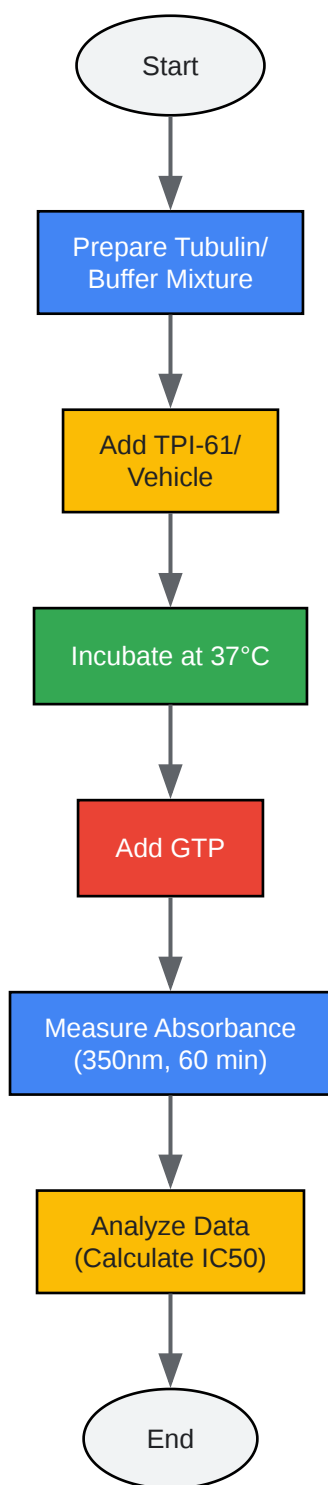 Start
Prepare Tubulin/
Buffer Mixture
Add TPI-61/
Vehicle
Incubate at 37°C
Add GTP
Measure Absorbance
(350nm, 60 min)
Analyze Data
(Calculate IC50)
End